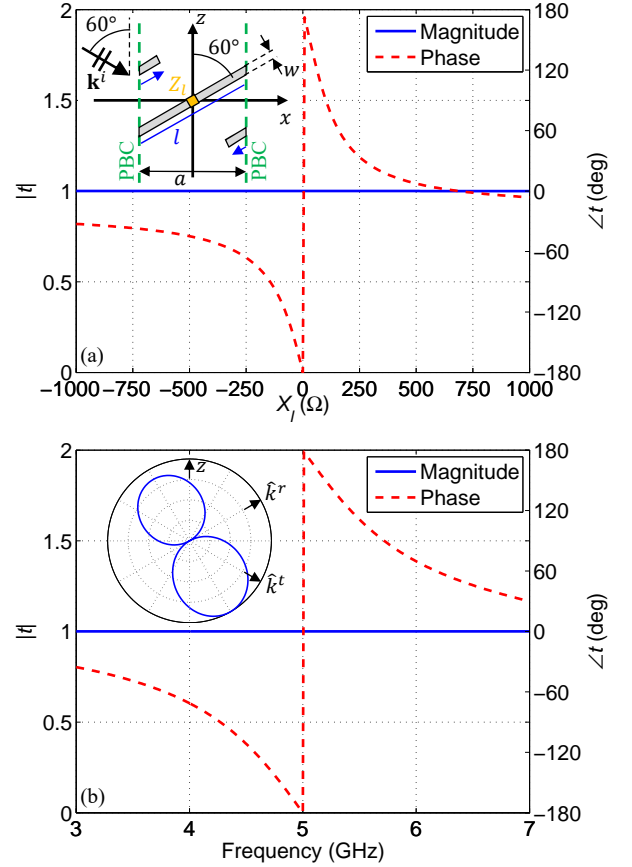 2
180
1.5
120
60
1
0
−60
0.5
−120
0
−180
−1000
−750
−500
−250
0
250
500
750
1000
X_l (Ω)
|t|
∠t (deg)
Magnitude
Phase
(a)
60°
k^i
z
60°
w
Z_l
x
l
a
PBC
PBC
2
180
1.5
120
60
1
0
−60
0.5
−120
0
−180
3
4
5
6
7
Frequency (GHz)
|t|
∠t (deg)
Magnitude
Phase
(b)
z
k̂^r
k̂^t